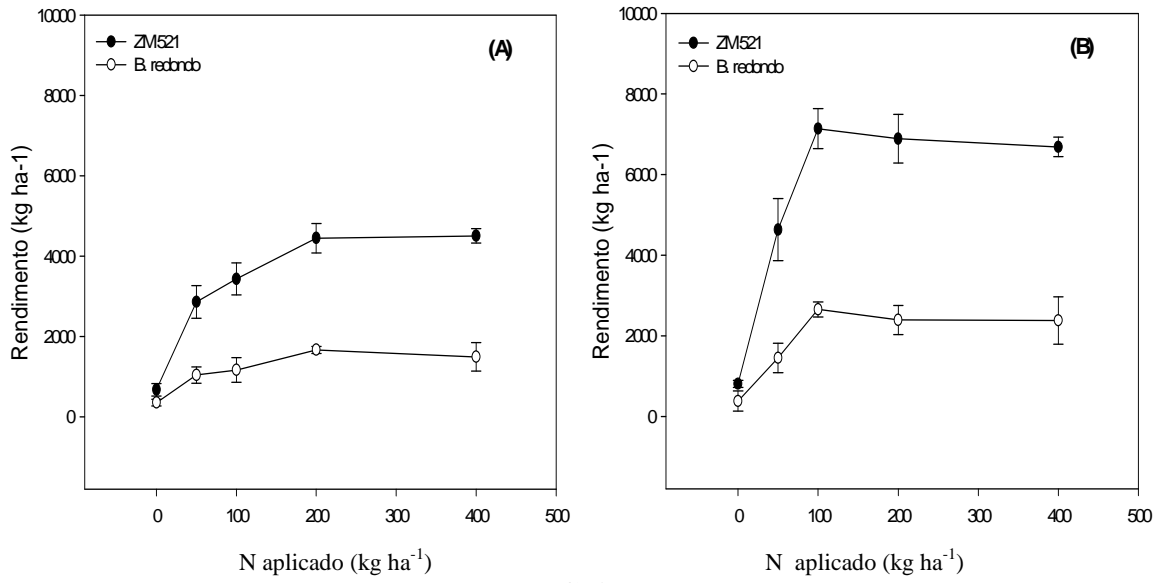 10000
8000
6000
4000
2000
0
Rendimento (kg ha-1)
ZM521
B. redondo
(A)
0 100 200 300 400 500
N aplicado (kg ha-1)
10000
8000
6000
4000
2000
0
Rendimento (kg ha-1)
ZM521
B. redondo
(B)
0 100 200 300 400 500
N aplicado (kg ha-1)